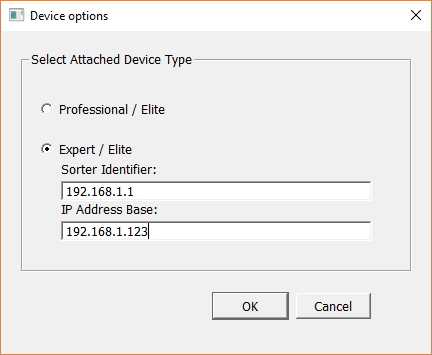 Device options
Select Attached Device Type
Professional / Elite
Expert / Elite
Sorter Identifier:
192.168.1.1
IP Address Base:
192.168.1.123
OK Cancel